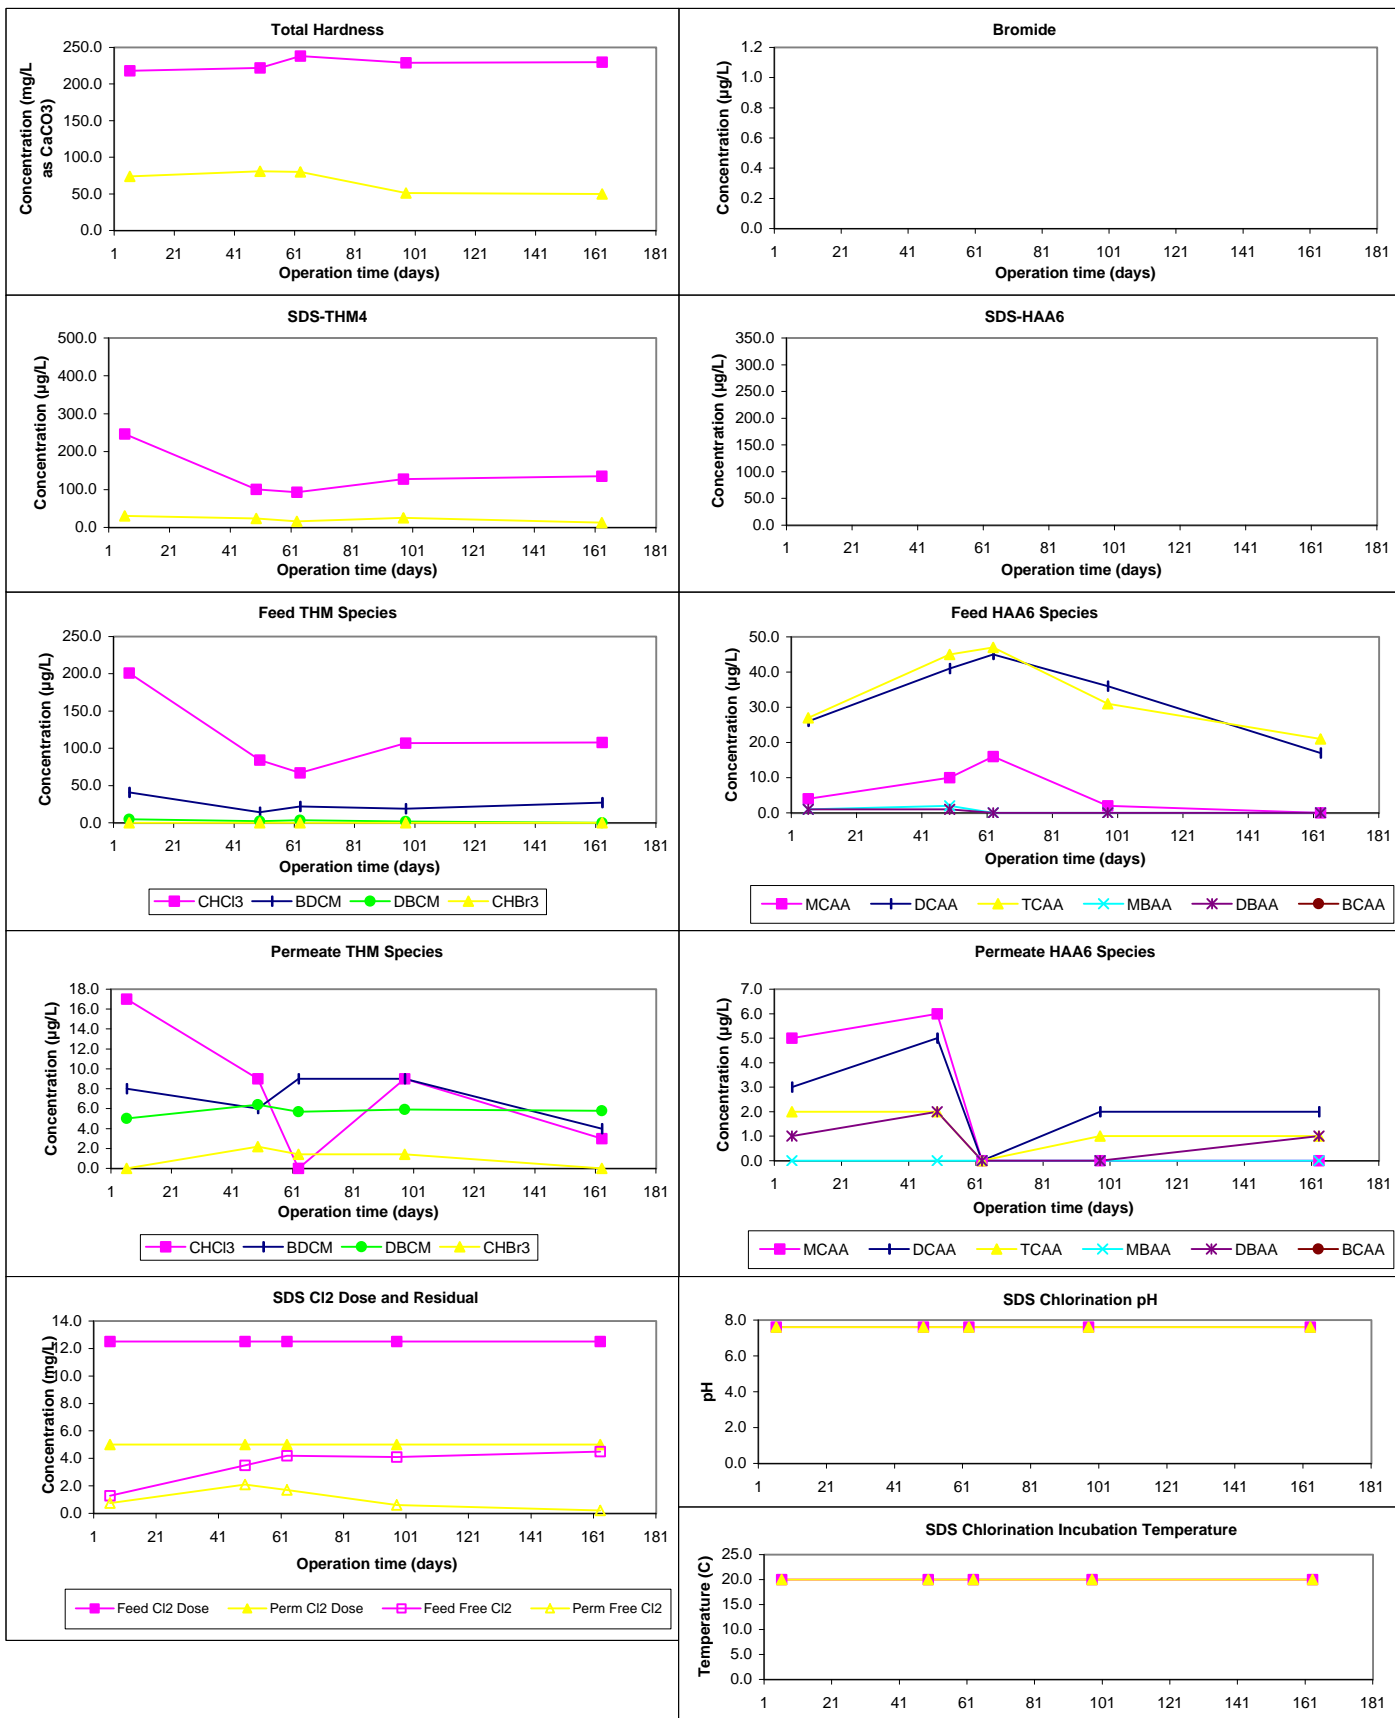 Total Hardness
Concentration (mg/L
as CaCO3)
250.0
200.0
150.0
100.0
50.0
0.0
1 21 41 61 81 101 121 141 161 181
Operation time (days)
Bromide
Concentration (µg/L)
1.2
1.0
0.8
0.6
0.4
0.2
0.0
1 21 41 61 81 101 121 141 161 181
Operation time (days)
SDS-THM4
Concentration (µg/L)
500.0
400.0
300.0
200.0
100.0
0.0
1 21 41 61 81 101 121 141 161 181
Operation time (days)
SDS-HAA6
Concentration (µg/L)
350.0
300.0
250.0
200.0
150.0
100.0
50.0
0.0
1 21 41 61 81 101 121 141 161 181
Operation time (days)
Feed THM Species
Concentration (µg/L)
250.0
200.0
150.0
100.0
50.0
0.0
1 21 41 61 81 101 121 141 161 181
Operation time (days)
CHCl3 BDCM DBCM CHBr3
Feed HAA6 Species
Concentration (µg/L)
50.0
40.0
30.0
20.0
10.0
0.0
1 21 41 61 81 101 121 141 161 181
Operation time (days)
MCAA DCAA TCAA MBAA DBAA BCAA
Permeate THM Species
Concentration (µg/L)
18.0
16.0
14.0
12.0
10.0
8.0
6.0
4.0
2.0
0.0
1 21 41 61 81 101 121 141 161 181
Operation time (days)
CHCl3 BDCM DBCM CHBr3
Permeate HAA6 Species
Concentration (µg/L)
7.0
6.0
5.0
4.0
3.0
2.0
1.0
0.0
1 21 41 61 81 101 121 141 161 181
Operation time (days)
MCAA DCAA TCAA MBAA DBAA BCAA
SDS Cl2 Dose and Residual
Concentration (mg/L)
14.0
12.0
10.0
8.0
6.0
4.0
2.0
0.0
1 21 41 61 81 101 121 141 161 181
Operation time (days)
Feed Cl2 Dose Perm Cl2 Dose Feed Free Cl2 Perm Free Cl2
SDS Chlorination pH
pH
8.0
6.0
4.0
2.0
0.0
1 21 41 61 81 101 121 141 161 181
SDS Chlorination Incubation Temperature
Temperature (C)
25.0
20.0
15.0
10.0
5.0
0.0
1 21 41 61 81 101 121 141 161 181